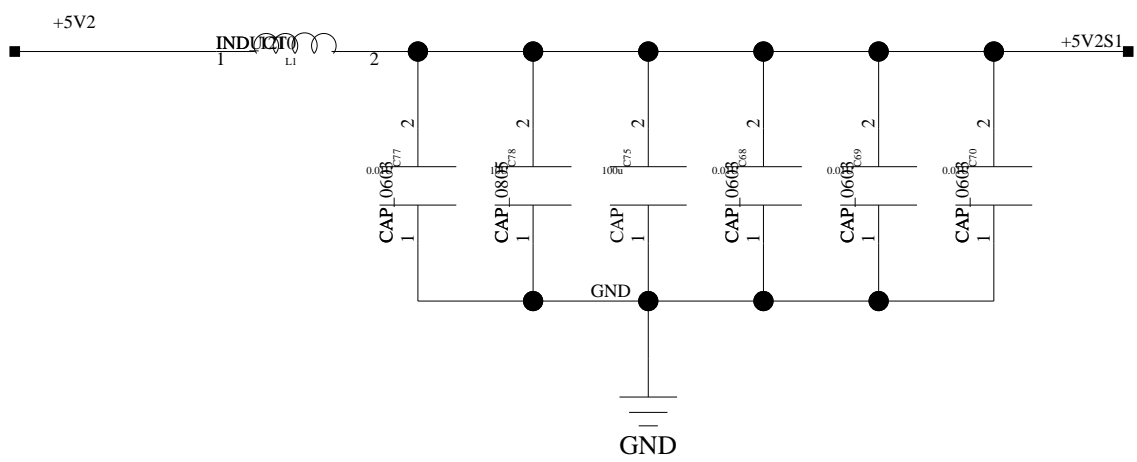 +5V2
+5V2S1
1
L1
2
2
2
2
2
2
2
C77
C78
C75
C68
C69
C70
100u
CAP_0603
CAP_0805
CAP
CAP_0603
CAP_0603
CAP_0603
1
1
1
1
1
1
GND
GND